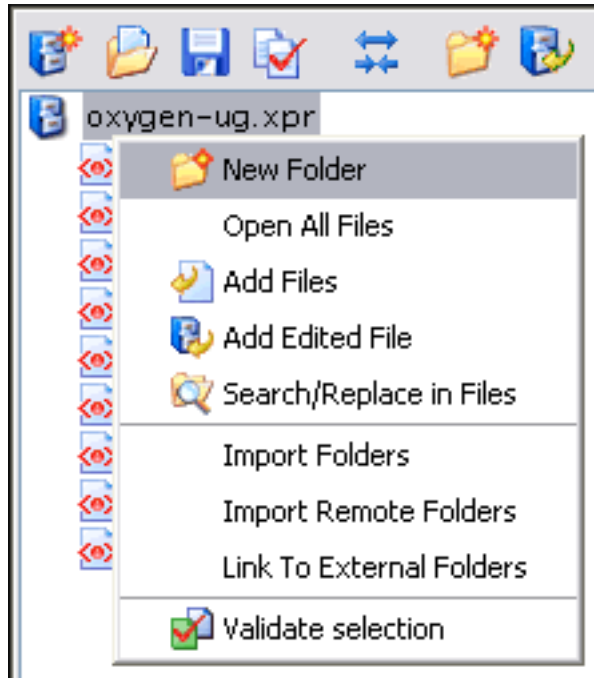 oxygen-ug.xpr
New Folder
Open All Files
Add Files
Add Edited File
Search/Replace in Files
Import Folders
Import Remote Folders
Link To External Folders
Validate selection